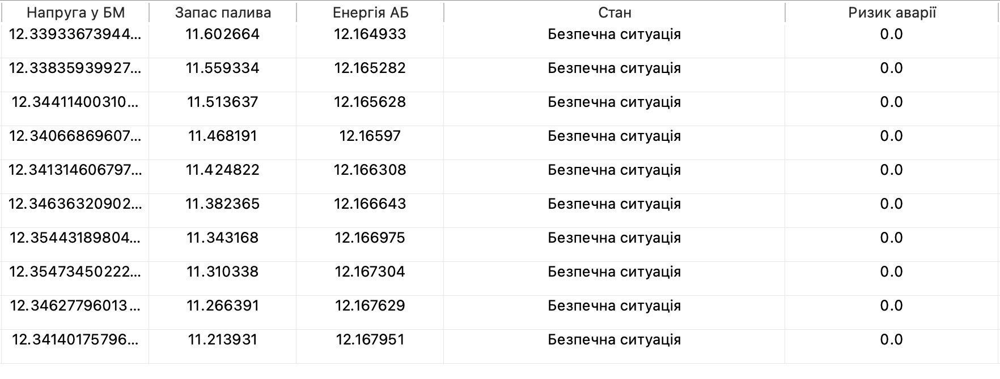 Напруга у БМ Запас палива Енергія АБ Стан Ризик аварії
12.33933673944... 11.602664 12.164933 Безпечна ситуація 0.0
12.33835939927... 11.559334 12.165282 Безпечна ситуація 0.0
12.34411400310... 11.513637 12.165628 Безпечна ситуація 0.0
12.34066869607... 11.468191 12.16597 Безпечна ситуація 0.0
12.341314606797... 11.424822 12.166308 Безпечна ситуація 0.0
12.34636320902... 11.382365 12.166643 Безпечна ситуація 0.0
12.35443189804... 11.343168 12.166975 Безпечна ситуація 0.0
12.35473450222... 11.310338 12.167304 Безпечна ситуація 0.0
12.34627796013... 11.266391 12.167629 Безпечна ситуація 0.0
12.34140175796... 11.213931 12.167951 Безпечна ситуація 0.0